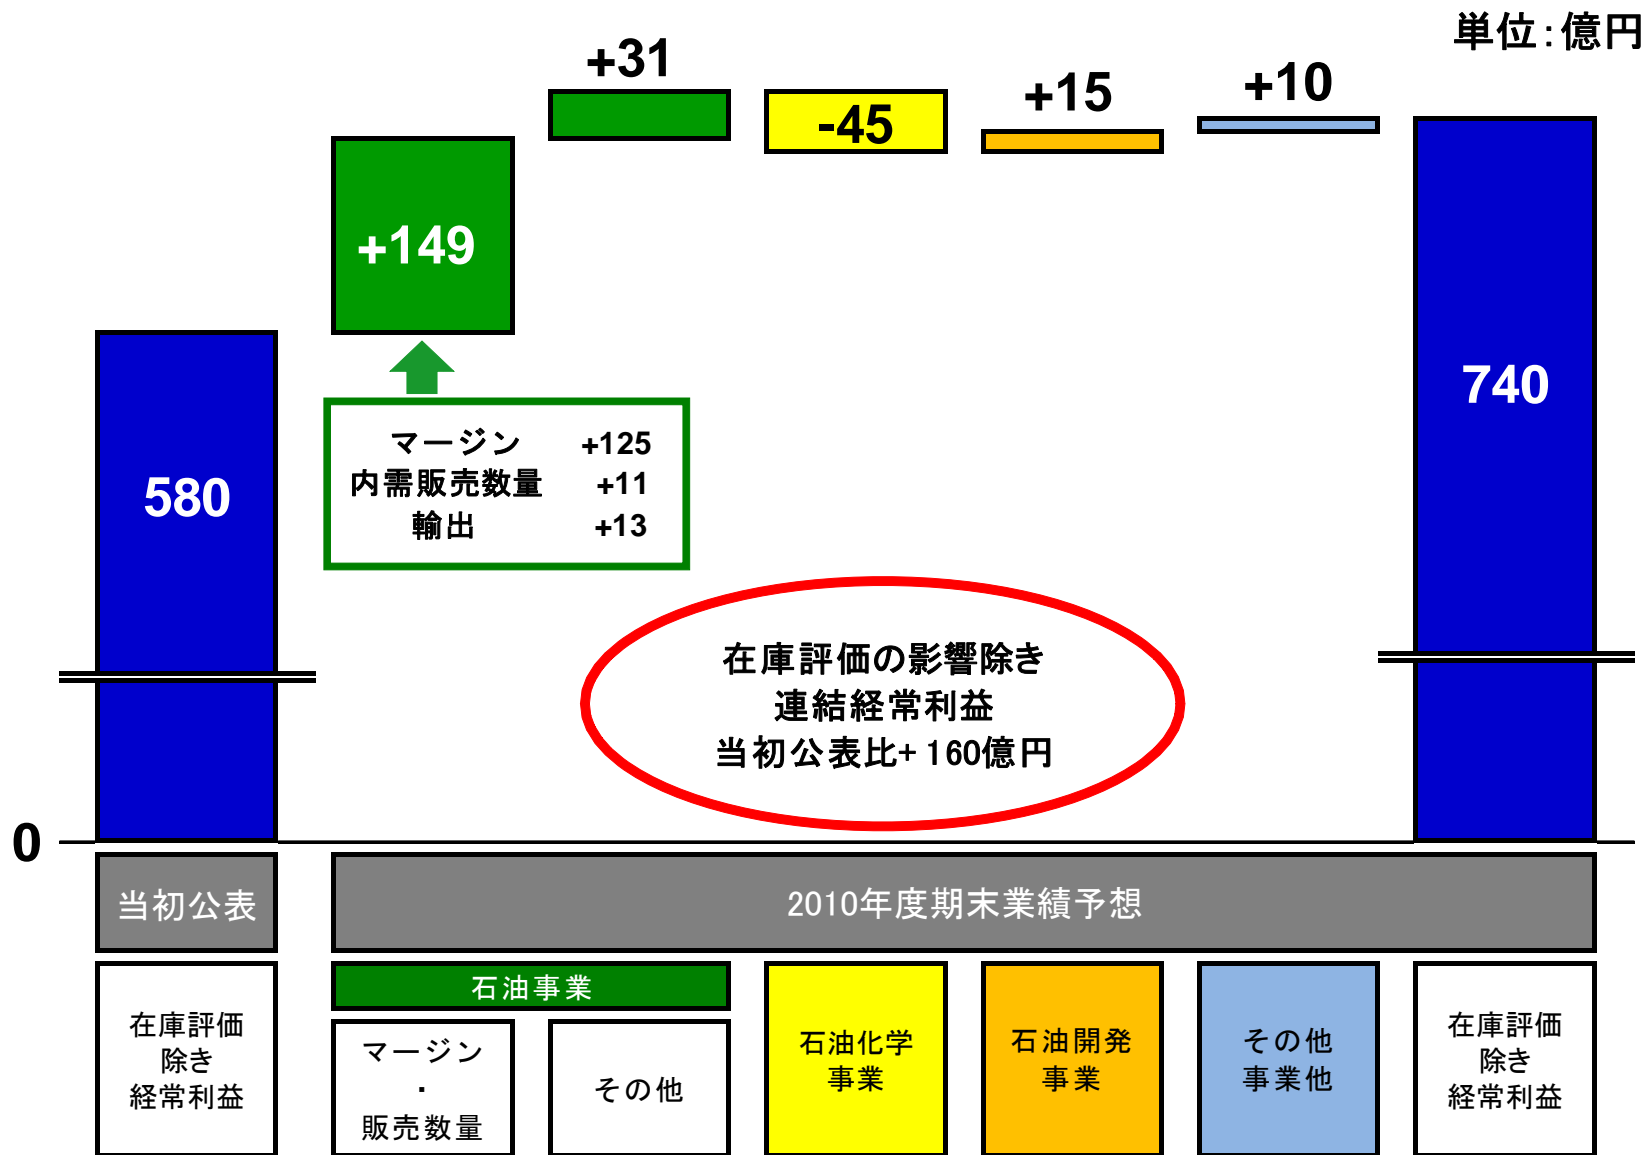 単位:億円
+31
-45
+15
+10
+149
580
740
マージン +125
内需販売数量 +11
輸出 +13
在庫評価の影響除き
連結経常利益
当初公表比+160億円
0
当初公表
2010年度期末業績予想
石油事業
在庫評価
除き
経常利益
マージン
・
販売数量
その他
石油化学
事業
石油開発
事業
その他
事業他
在庫評価
除き
経常利益